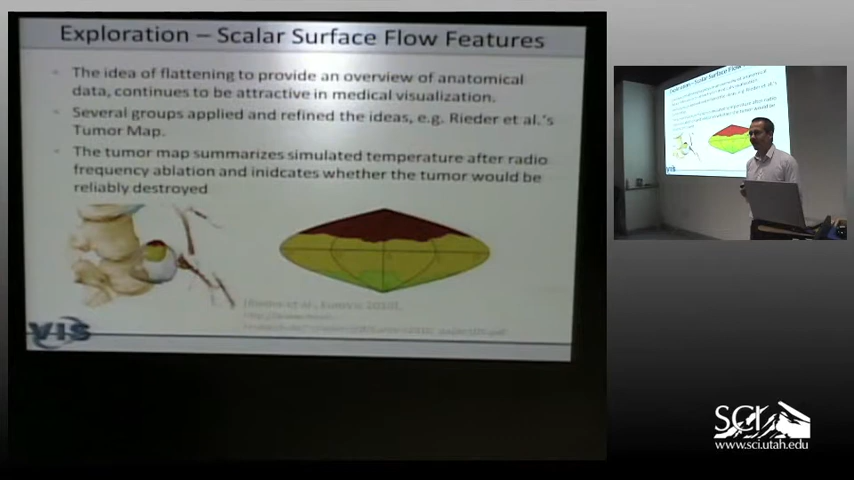 Exploration – Scalar Surface Flow Features
- The idea of flattening to provide an overview of anatomical
data, continues to be attractive in medical visualization.
- Several groups applied and refined the ideas, e.g. Rieder et al.'s
Tumor Map.
- The tumor map summarizes simulated temperature after radio
frequency ablation and inidcates whether the tumor would be
reliably destroyed
VIS
SCI
www.sci.utah.edu